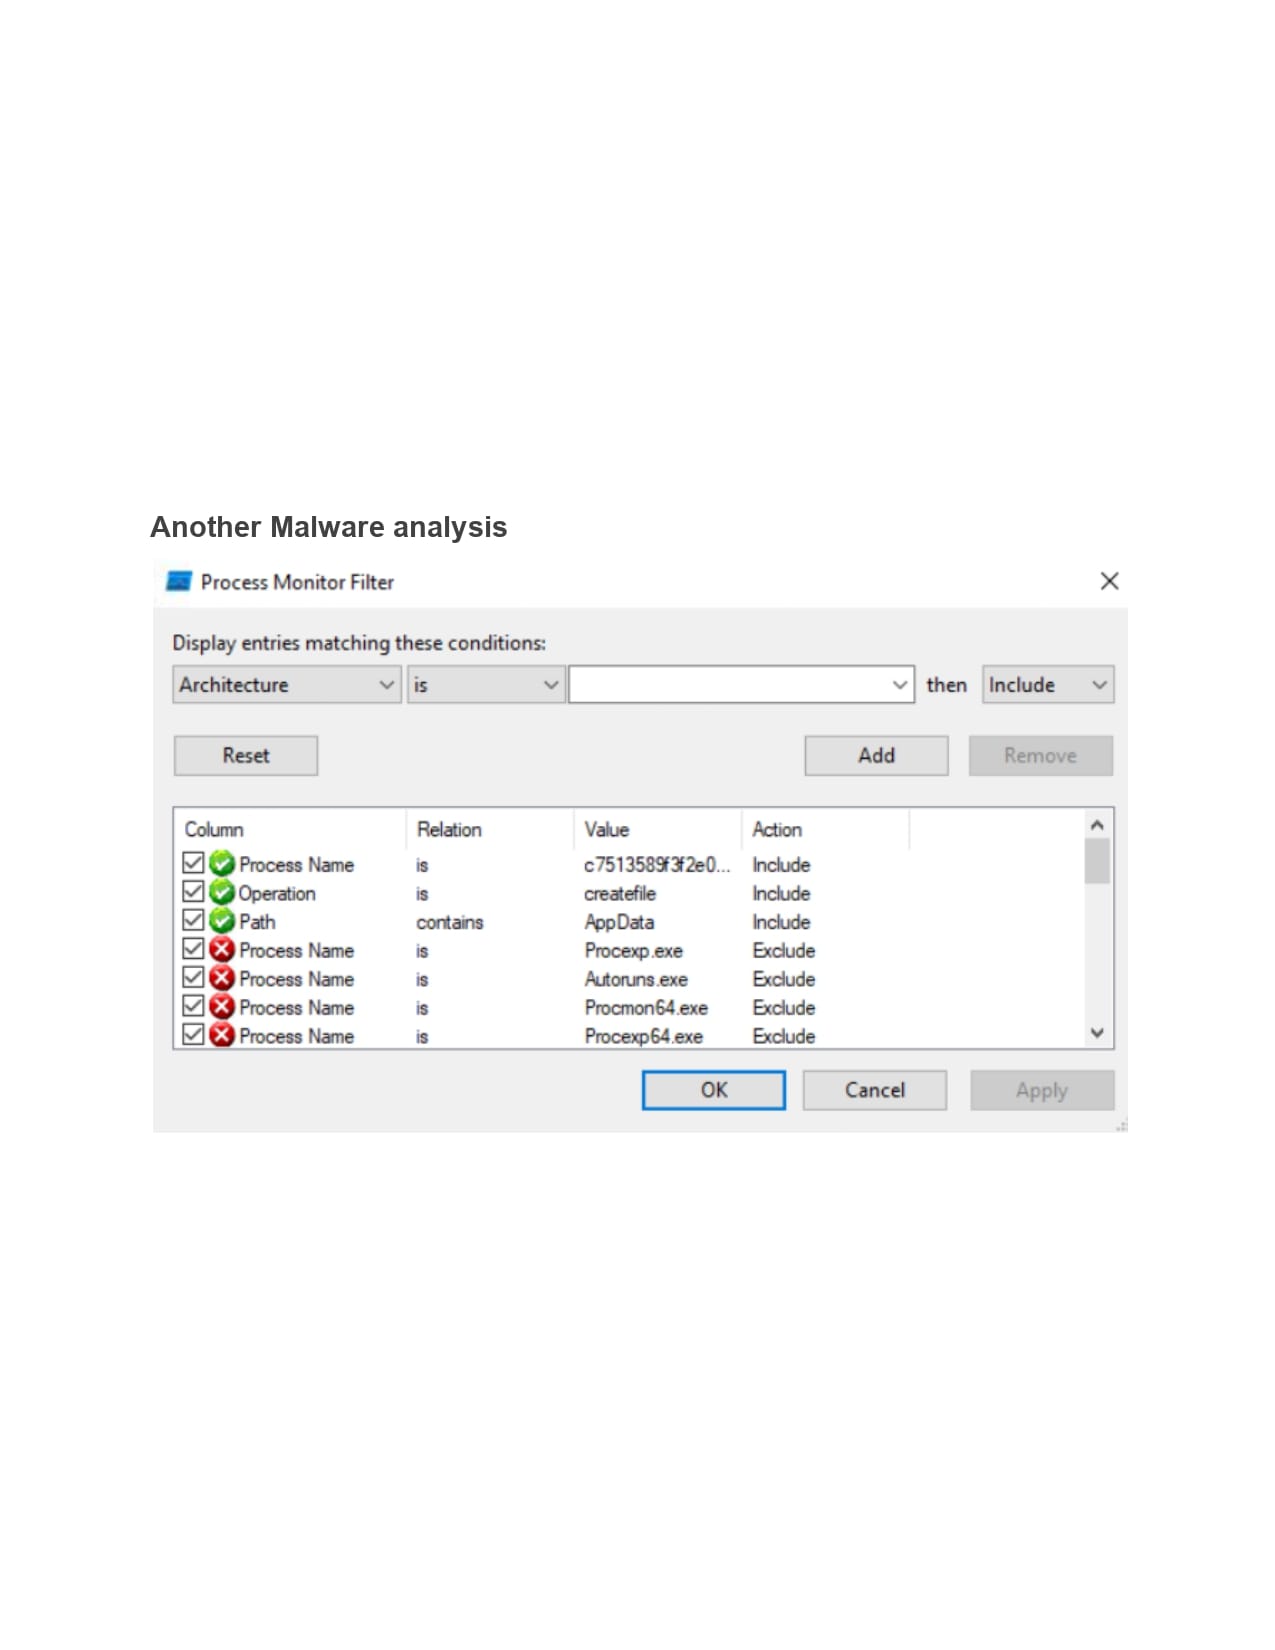 Another Malware analysis
Process Monitor Filter
Display entries matching these conditions:
Architecture is then Include
Reset Add Remove
Column Relation Value Action
Process Name is c7513589f3f2e0... Include
Operation is createfile Include
Path contains AppData Include
Process Name is Procexp.exe Exclude
Process Name is Autoruns.exe Exclude
Process Name is Procmon64.exe Exclude
Process Name is Procexp64.exe Exclude
OK Cancel Apply